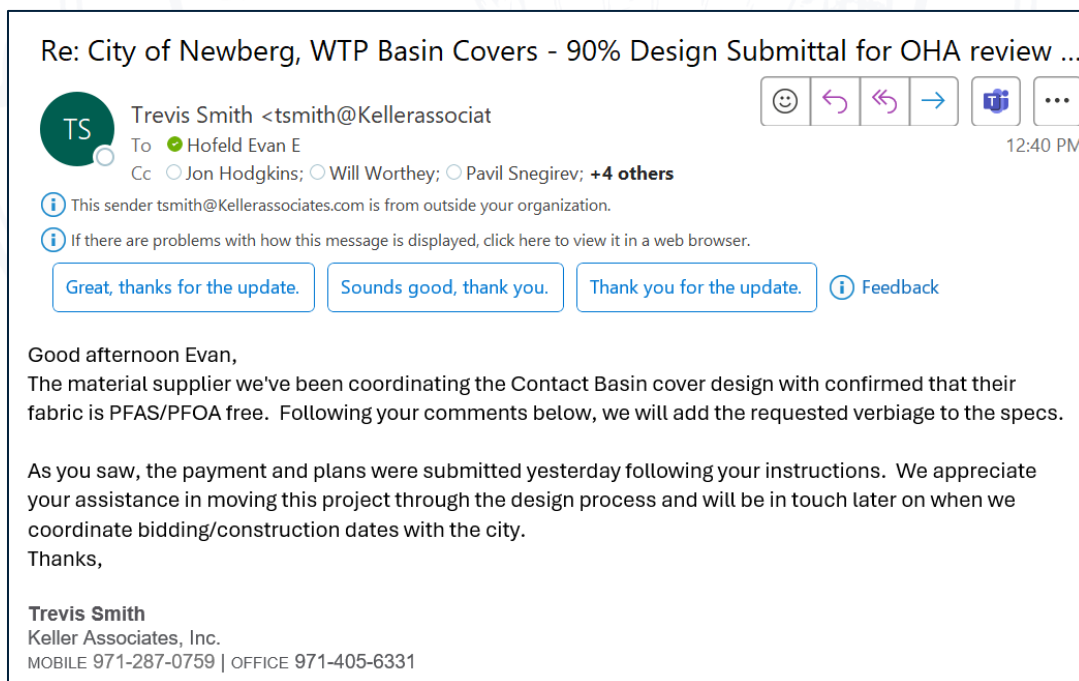 Re: City of Newberg, WTP Basin Covers - 90% Design Submittal for OHA review ...
TS
Trevis Smith <tsmith@Kellerassociat
To Hofeld Evan E
12:40 PM
Cc Jon Hodgkins; Will Worthey; Pavil Snegirev; +4 others
This sender tsmith@Kellerassociates.com is from outside your organization.
If there are problems with how this message is displayed, click here to view it in a web browser.
Great, thanks for the update. Sounds good, thank you. Thank you for the update. Feedback
Good afternoon Evan,
The material supplier we've been coordinating the Contact Basin cover design with confirmed that their
fabric is PFAS/PFOA free. Following your comments below, we will add the requested verbiage to the specs.
As you saw, the payment and plans were submitted yesterday following your instructions. We appreciate
your assistance in moving this project through the design process and will be in touch later on when we
coordinate bidding/construction dates with the city.
Thanks,
Trevis Smith
Keller Associates, Inc.
MOBILE 971-287-0759 | OFFICE 971-405-6331